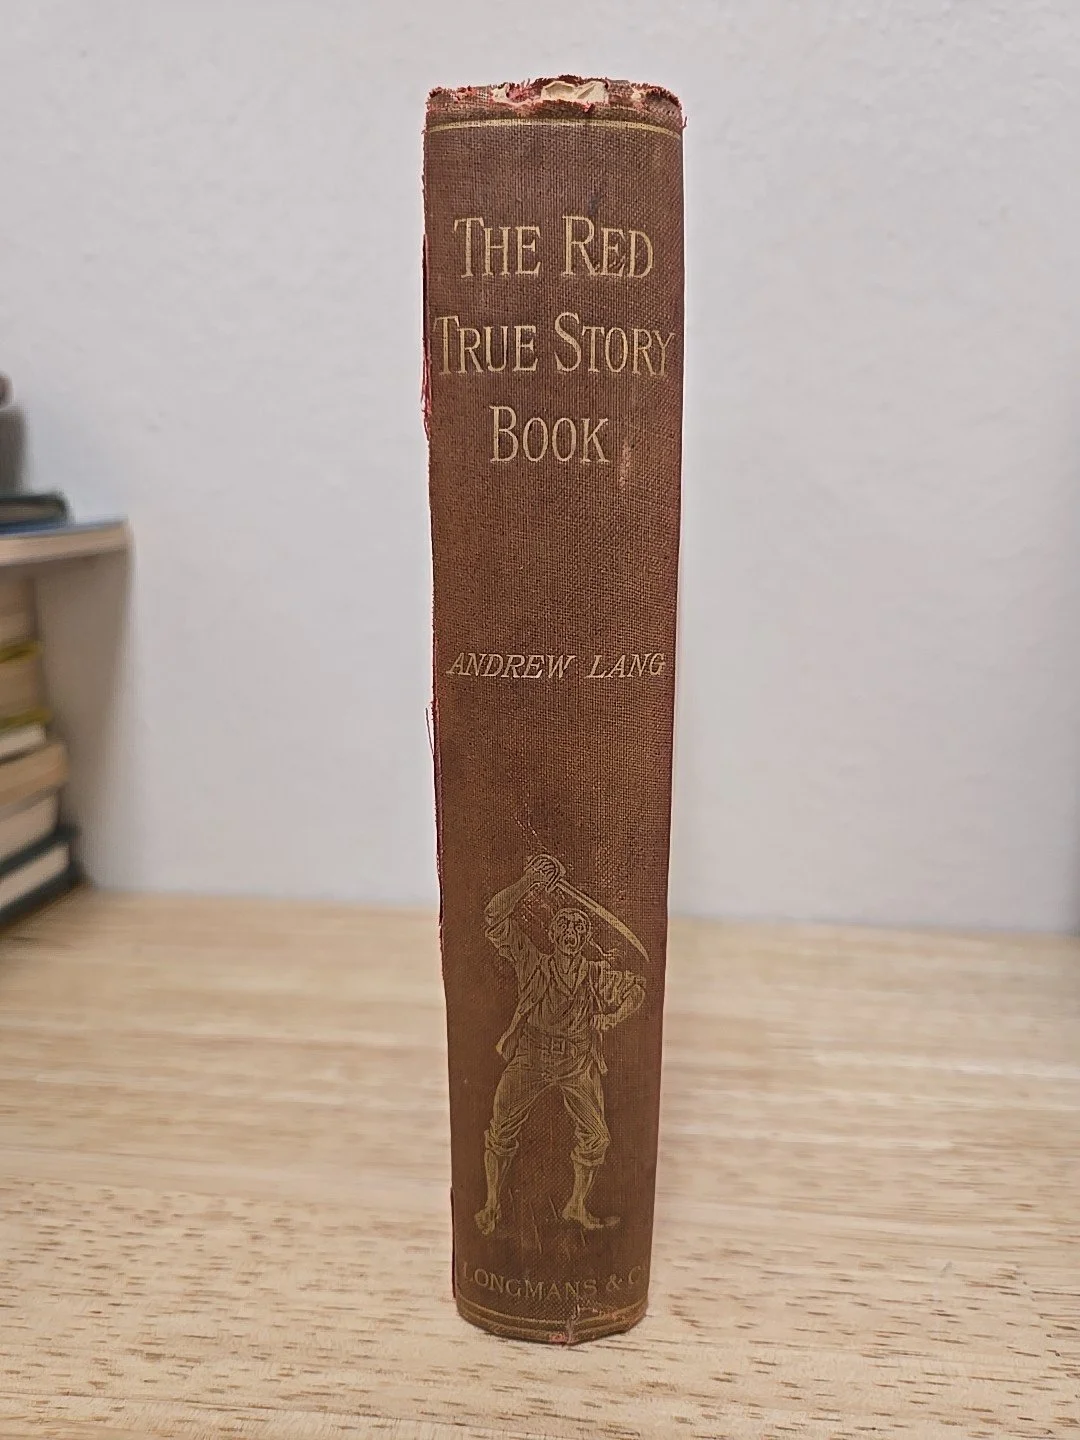 THE RED
TRUE STORY
BOOK
ANDREW LANG
LONGMANS & C